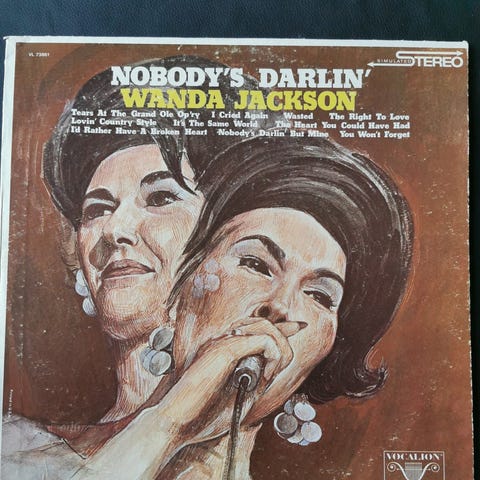 VL 73861
SIMULATED STEREO
NOBODY'S DARLIN'
WANDA JACKSON
Tears At The Grand Ole Op'ry I Cried Again Wasted The Right To Love
Lovin' Country Style It's The Same World The Heart You Could Have Had
I'd Rather Have A Broken Heart Nobody's Darlin' But Mine You Won't Forget
VOCALION